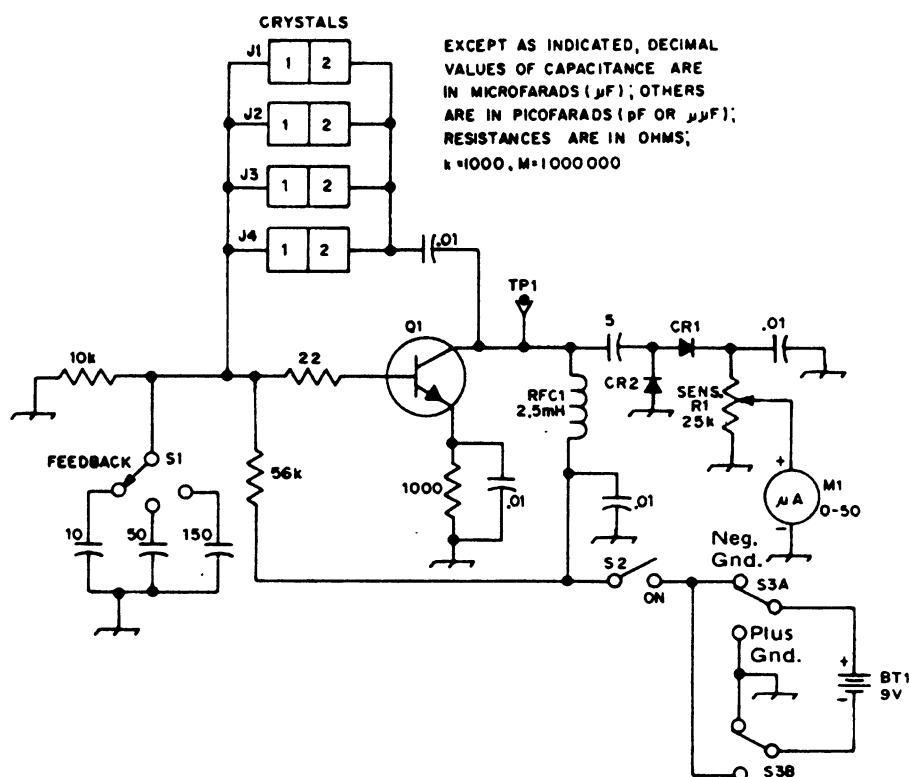 CRYSTALS
EXCEPT AS INDICATED, DECIMAL
VALUES OF CAPACITANCE ARE
IN MICROFARADS (μF); OTHERS
ARE IN PICOFARADS (pF OR μμF);
RESISTANCES ARE IN OHMS;
k=1000, M=1000000
J1
1 2
J2
1 2
J3
1 2
J4
1 2
.01
TP1
Q1
5
CR1
.01
10k
22
CR2
RFC1
2.5mH
SENS.
R1
25k
FEEDBACK
S1
56k
1000
.01
.01
+
μA
M1
0-50
-
10
50
150
Neg.
Gnd.
S2
ON
S3A
Plus
Gnd.
+
BT1
9V
-
S3B